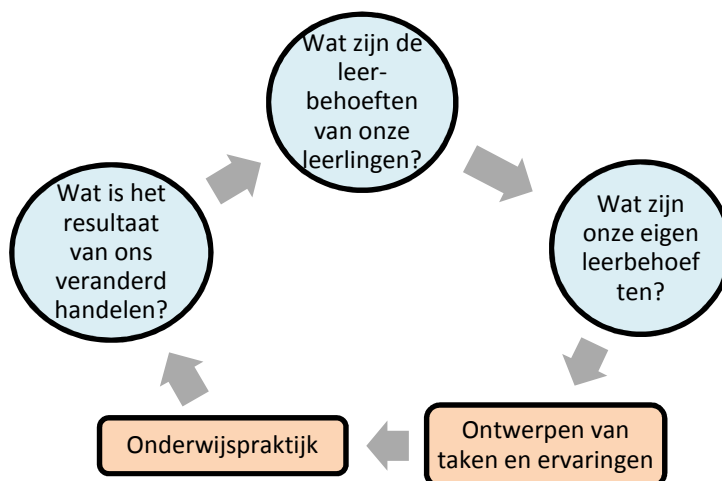 Wat zijn de
leer-
behoeften
van onze
leerlingen?
Wat zijn
onze eigen
leerbehoef
ten?
Ontwerpen van
taken en ervaringen
Onderwijspraktijk
Wat is het
resultaat
van ons
veranderd
handelen?